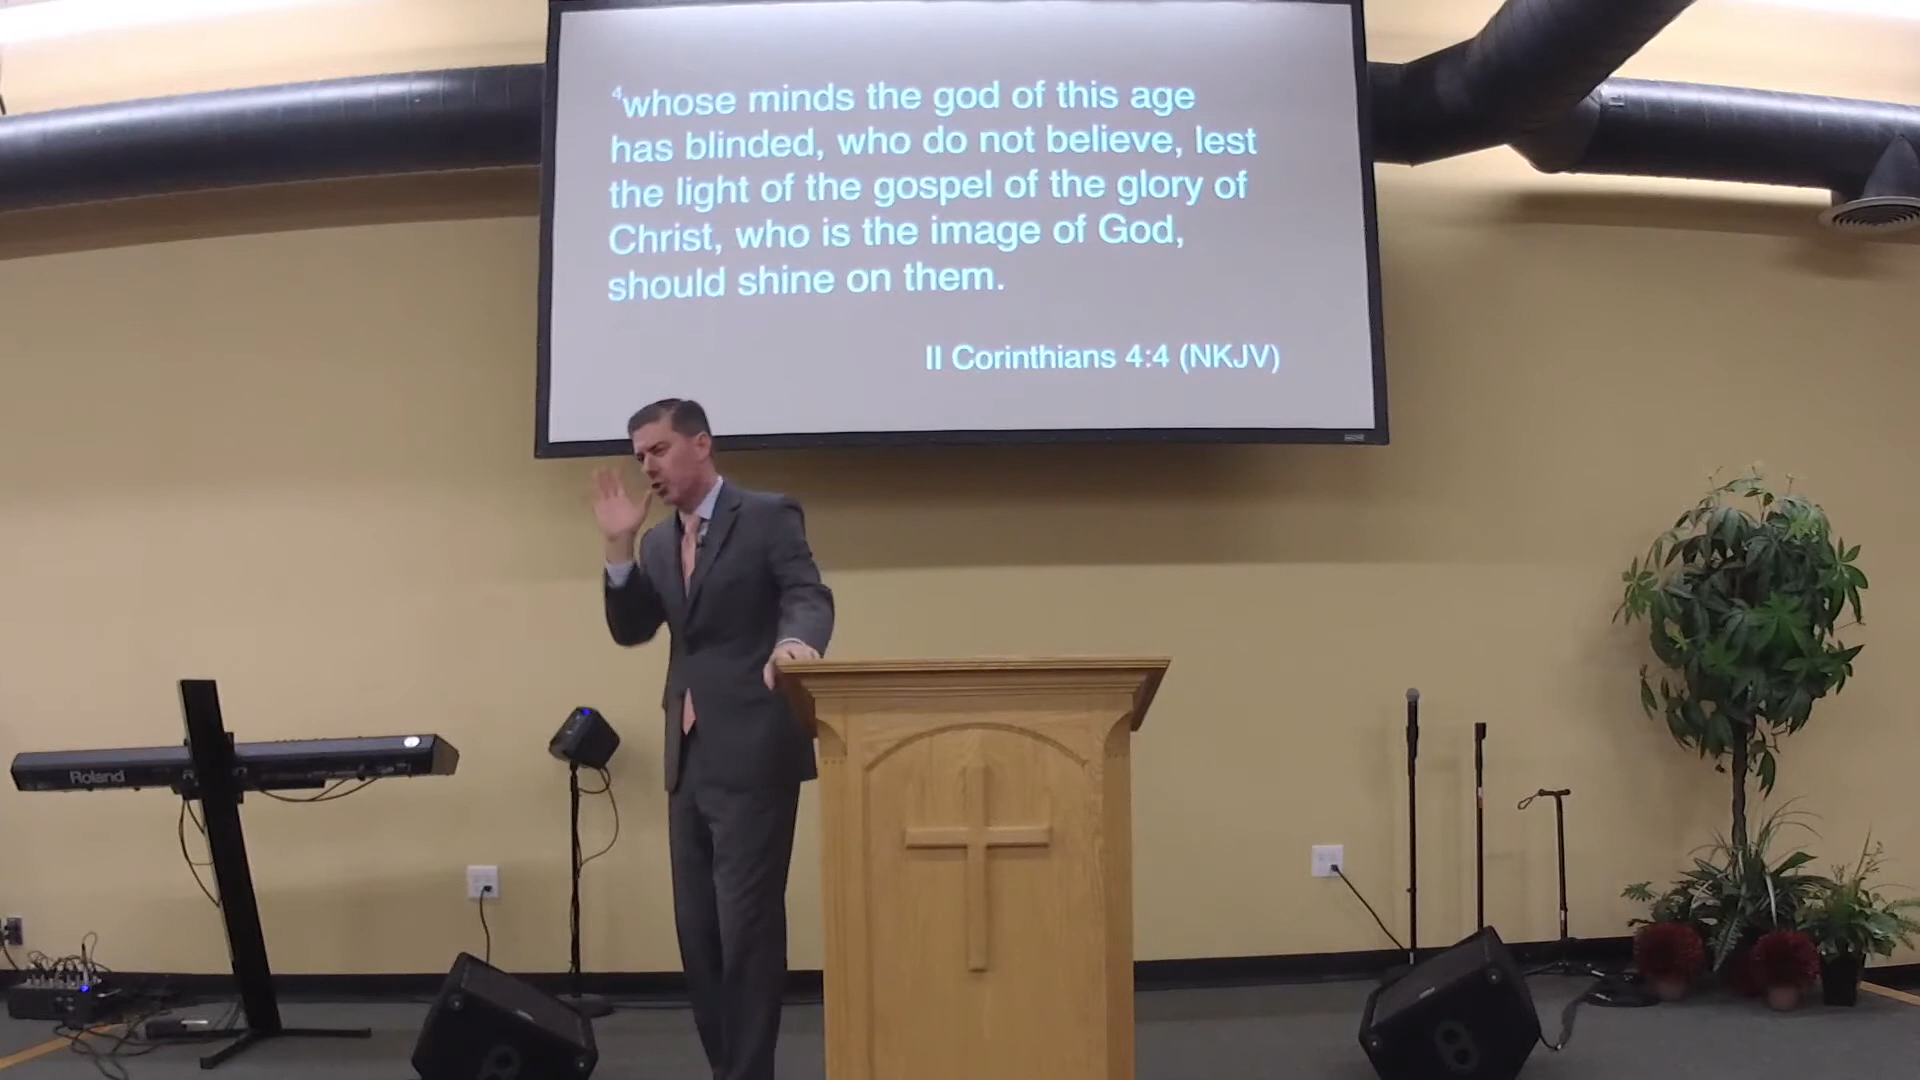 ⁴whose minds the god of this age
has blinded, who do not believe, lest
the light of the gospel of the glory of
Christ, who is the image of God,
should shine on them.
II Corinthians 4:4 (NKJV)
Roland